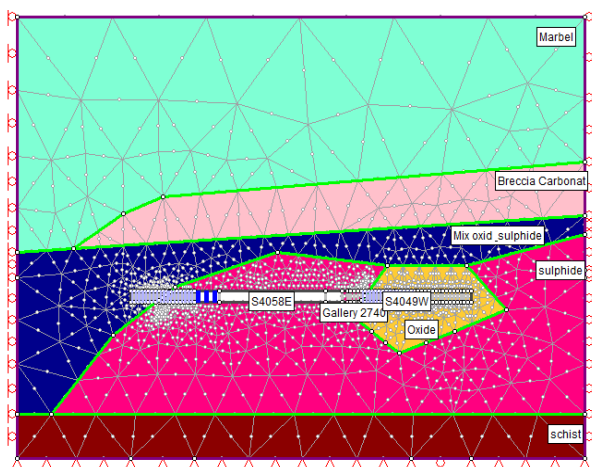 Marbel
Breccia Carbonat
Mix oxid_sulphide
sulphide
S4058E
S4049W
Gallery 2740
Oxide
schist